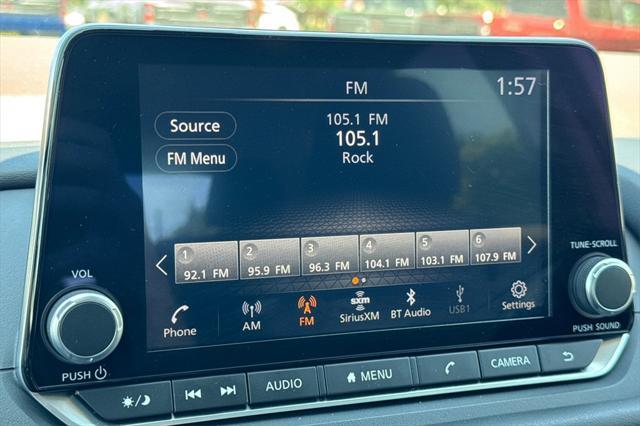 FM
1:57
Source
105.1 FM
105.1
FM Menu
Rock
1 2 3 4 5 6
92.1 FM 95.9 FM 96.3 FM 104.1 FM 103.1 FM 107.9 FM
Phone AM FM SiriusXM BT Audio USB1 Settings
sxm
VOL
PUSH
TUNE-SCROLL
PUSH SOUND
AUDIO MENU CAMERA